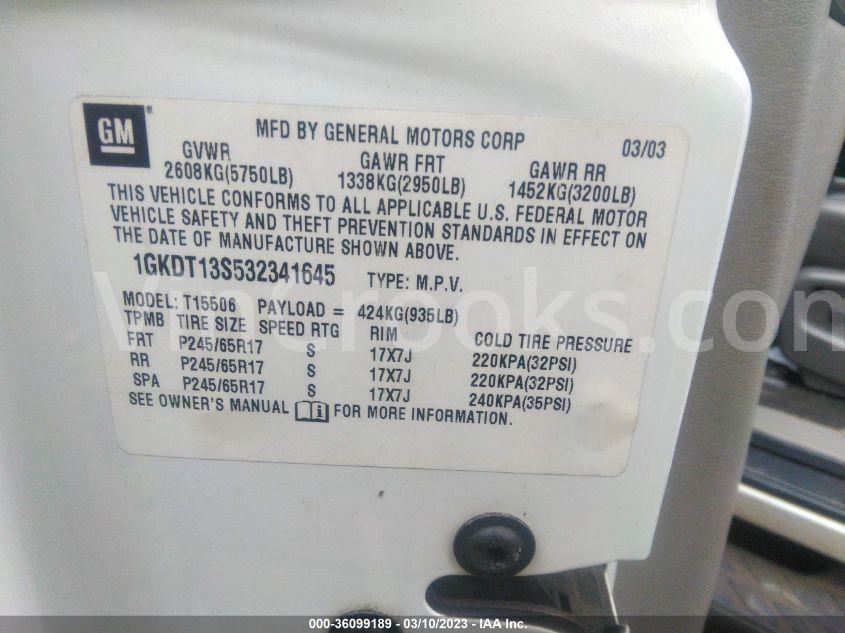 GM
®
MFD BY GENERAL MOTORS CORP 03/03
GVWR GAWR FRT GAWR RR
2608KG(5750LB) 1338KG(2950LB) 1452KG(3200LB)
THIS VEHICLE CONFORMS TO ALL APPLICABLE U.S. FEDERAL MOTOR
VEHICLE SAFETY AND THEFT PREVENTION STANDARDS IN EFFECT ON
THE DATE OF MANUFACTURE SHOWN ABOVE.
1GKDT13S532341645 TYPE: M.P.V.
MODEL: T15506 PAYLOAD = 424KG(935LB)
TPMB TIRE SIZE SPEED RTG RIM COLD TIRE PRESSURE
FRT P245/65R17 S 17X7J 220KPA(32PSI)
RR P245/65R17 S 17X7J 220KPA(32PSI)
SPA P245/65R17 S 17X7J 240KPA(35PSI)
SEE OWNER'S MANUAL i FOR MORE INFORMATION.
VinCrooks.com
VinCrooks.com
000-36099189 — 03/10/2023 — IAA Inc.